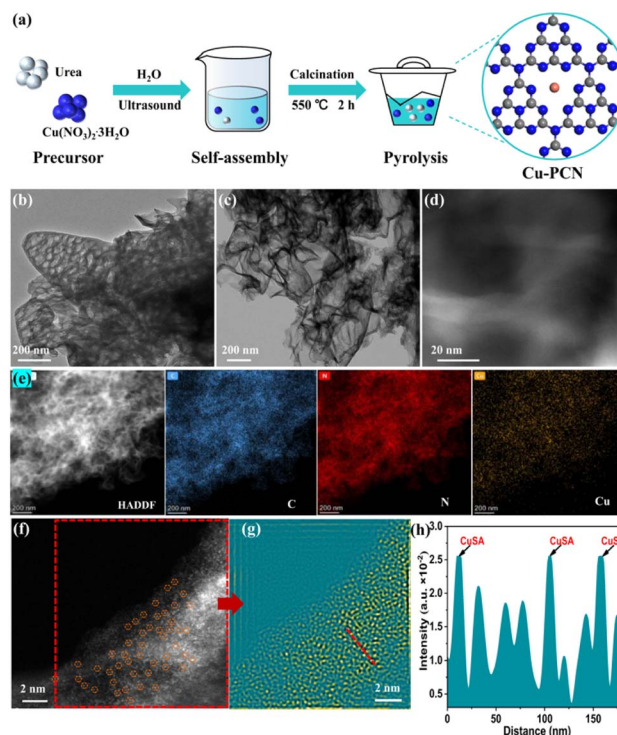 (a)
Urea
Cu(NO₃)₂·3H₂O
Precursor
H₂O
Ultrasound
Self-assembly
Calcination
550 ℃ 2 h
Pyrolysis
Cu-PCN
(b)
200 nm
(c)
200 nm
(d)
20 nm
(e)
200 nm
HADDF
C
200 nm
C
N
200 nm
N
Cu
200 nm
Cu
(f)
2 nm
(g)
2 nm
(h)
CuSA
CuSA
CuS
Intensity (a.u. ×10⁻²)
3.0
2.5
2.0
1.5
1.0
0.5
0
50
100
150
Distance (nm)